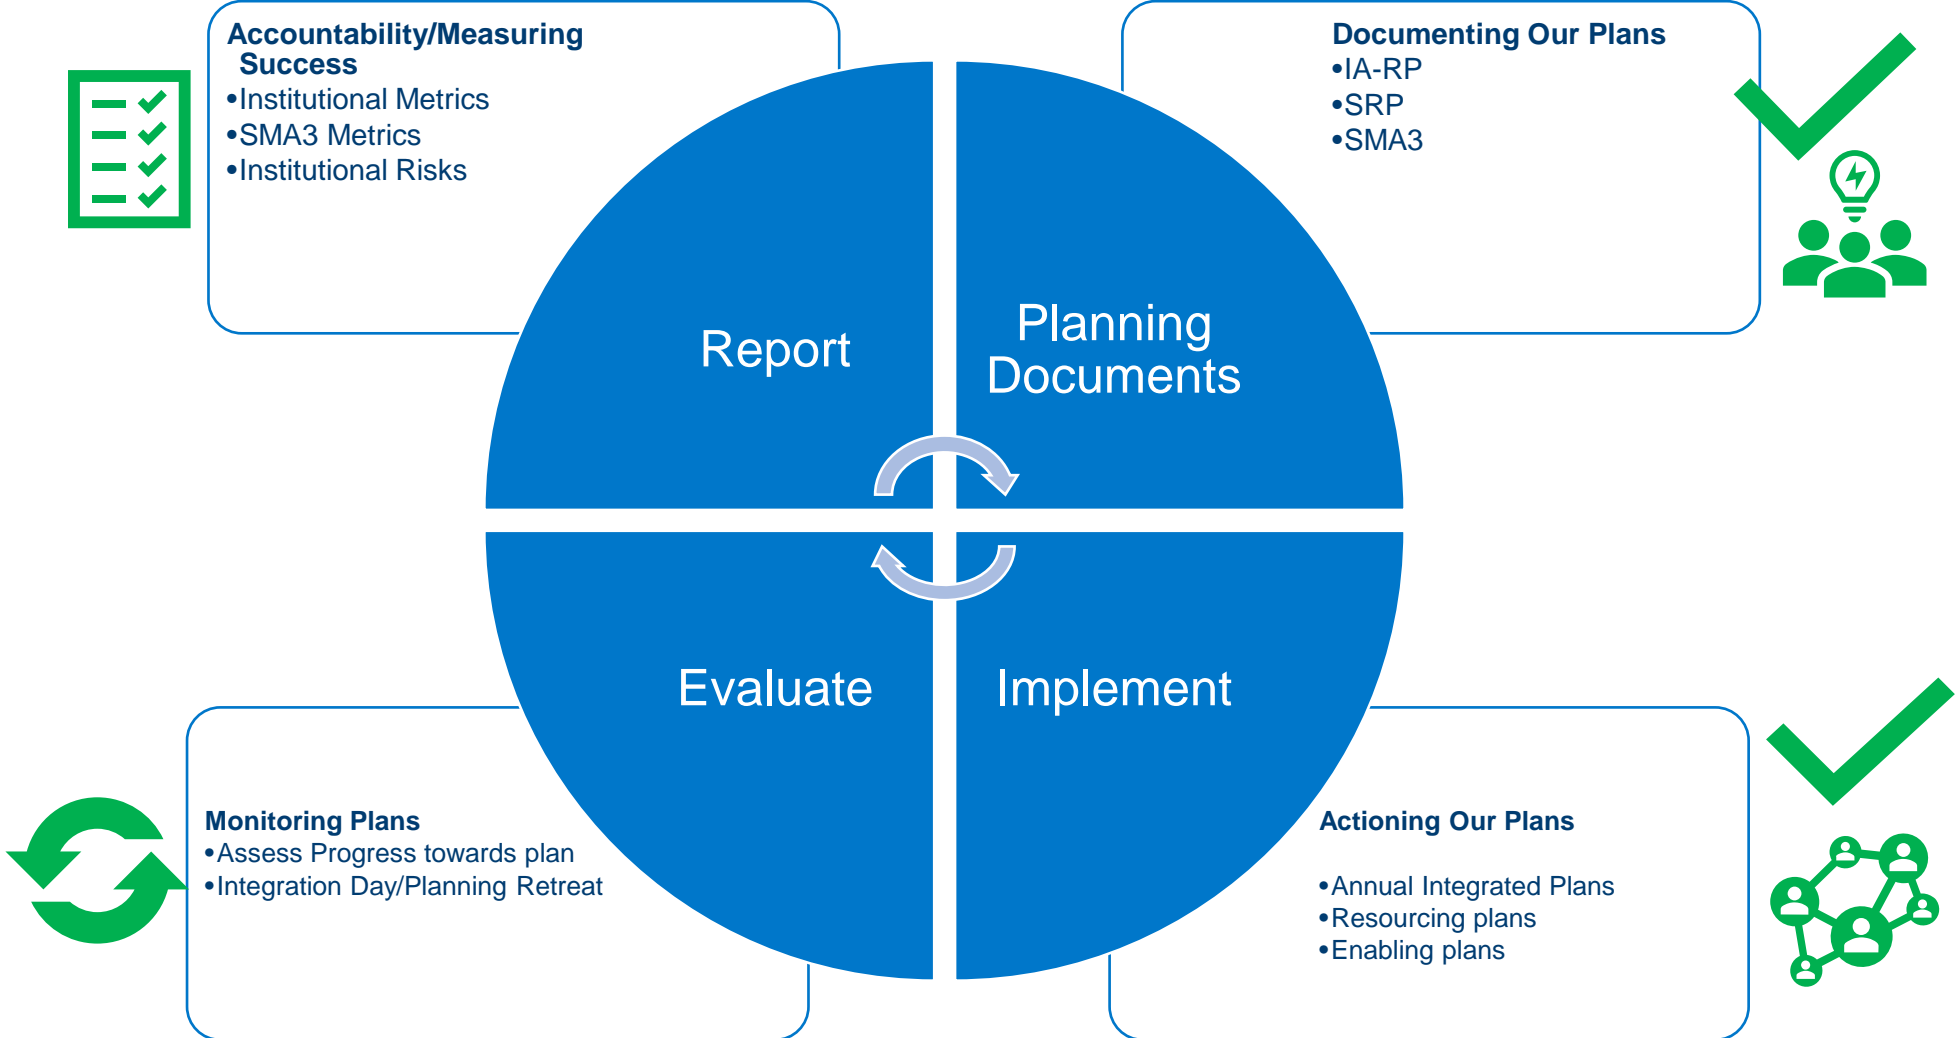 Accountability/Measuring
Success
•Institutional Metrics
•SMA3 Metrics
•Institutional Risks
Documenting Our Plans
•IA-RP
•SRP
•SMA3
Report
Planning
Documents
Evaluate
Implement
Monitoring Plans
•Assess Progress towards plan
•Integration Day/Planning Retreat
Actioning Our Plans
•Annual Integrated Plans
•Resourcing plans
•Enabling plans